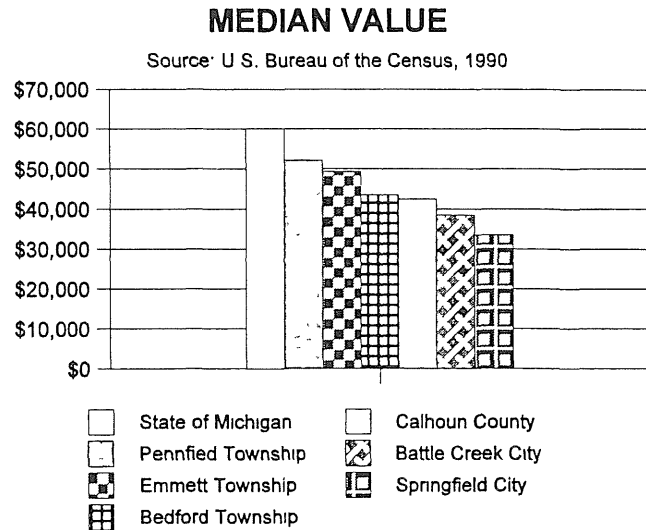 MEDIAN VALUE
Source: U S. Bureau of the Census, 1990
$70,000
$60,000
$50,000
$40,000
$30,000
$20,000
$10,000
$0
State of Michigan
Pennfied Township
Emmett Township
Bedford Township
Calhoun County
Battle Creek City
Springfield City